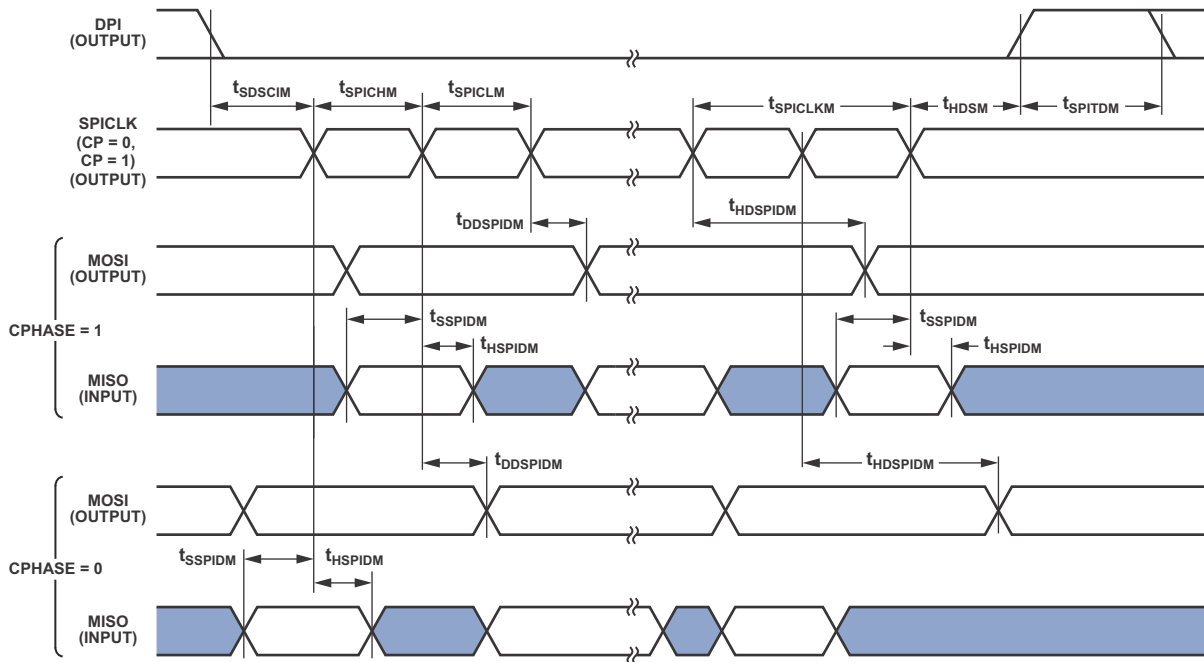 DPI
(OUTPUT)
tSDSCIM
tSPICHM
tSPICLM
tSPICLKM
tHDSM
tSPITDM
SPICLK
(CP = 0,
CP = 1)
(OUTPUT)
tDDSPIDM
tHDSPIDM
MOSI
(OUTPUT)
CPHASE = 1
tSSPIDM
tHSPIDM
tSSPIDM
tHSPIDM
MISO
(INPUT)
tDDSPIDM
tHDSPIDM
MOSI
(OUTPUT)
CPHASE = 0
tSSPIDM
tHSPIDM
MISO
(INPUT)